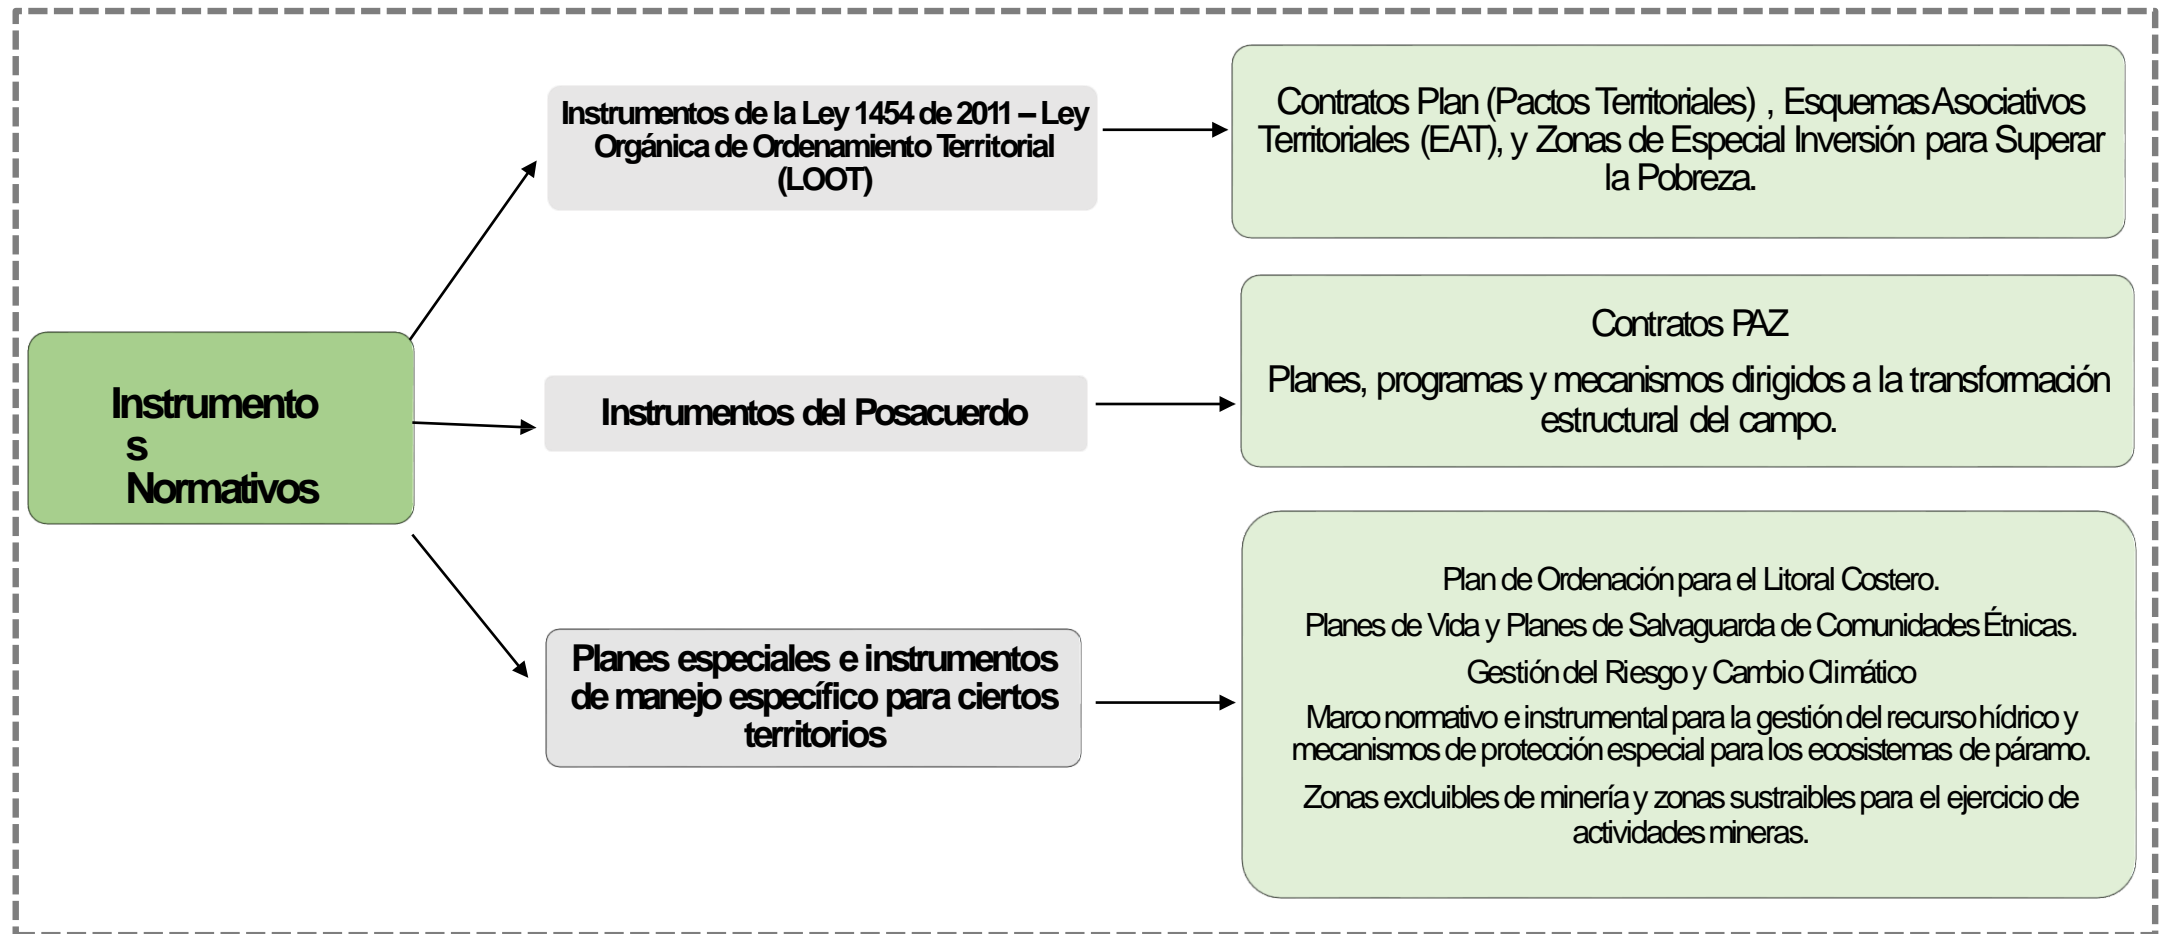 Instrumento
s
Normativos
Instrumentos de la Ley 1454 de 2011 – Ley
Orgánica de Ordenamiento Territorial
(LOOT)
Contratos Plan (Pactos Territoriales) , Esquemas Asociativos
Territoriales (EAT), y Zonas de Especial Inversión para Superar
la Pobreza.
Instrumentos del Posacuerdo
Contratos PAZ
Planes, programas y mecanismos dirigidos a la transformación
estructural del campo.
Planes especiales e instrumentos
de manejo específico para ciertos
territorios
Plan de Ordenación para el Litoral Costero.
Planes de Vida y Planes de Salvaguarda de Comunidades Étnicas.
Gestión del Riesgo y Cambio Climático
Marco normativo e instrumental para la gestión del recurso hídrico y
mecanismos de protección especial para los ecosistemas de páramo.
Zonas excluibles de minería y zonas sustraibles para el ejercicio de
actividades mineras.